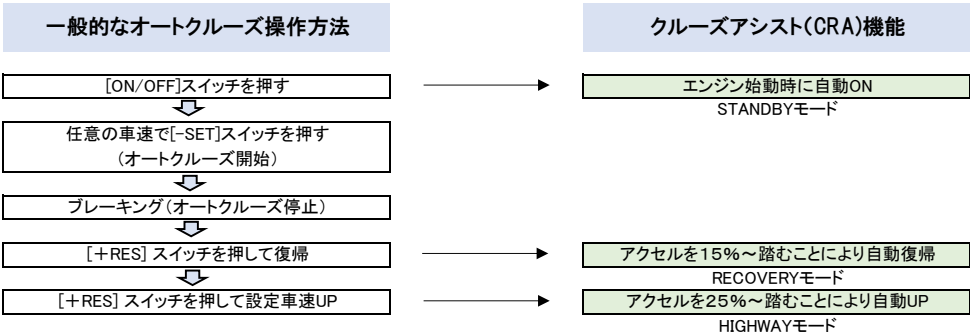 一般的なオートクルーズ操作方法
クルーズアシスト(CRA)機能
[ON/OFF]スイッチを押す
エンジン始動時に自動ON
STANDBYモード
任意の車速で[-SET]スイッチを押す
(オートクルーズ開始)
ブレーキング(オートクルーズ停止)
[+RES] スイッチを押して復帰
アクセルを15%~踏むことにより自動復帰
RECOVERYモード
[+RES] スイッチを押して設定車速UP
アクセルを25%~踏むことにより自動UP
HIGHWAYモード